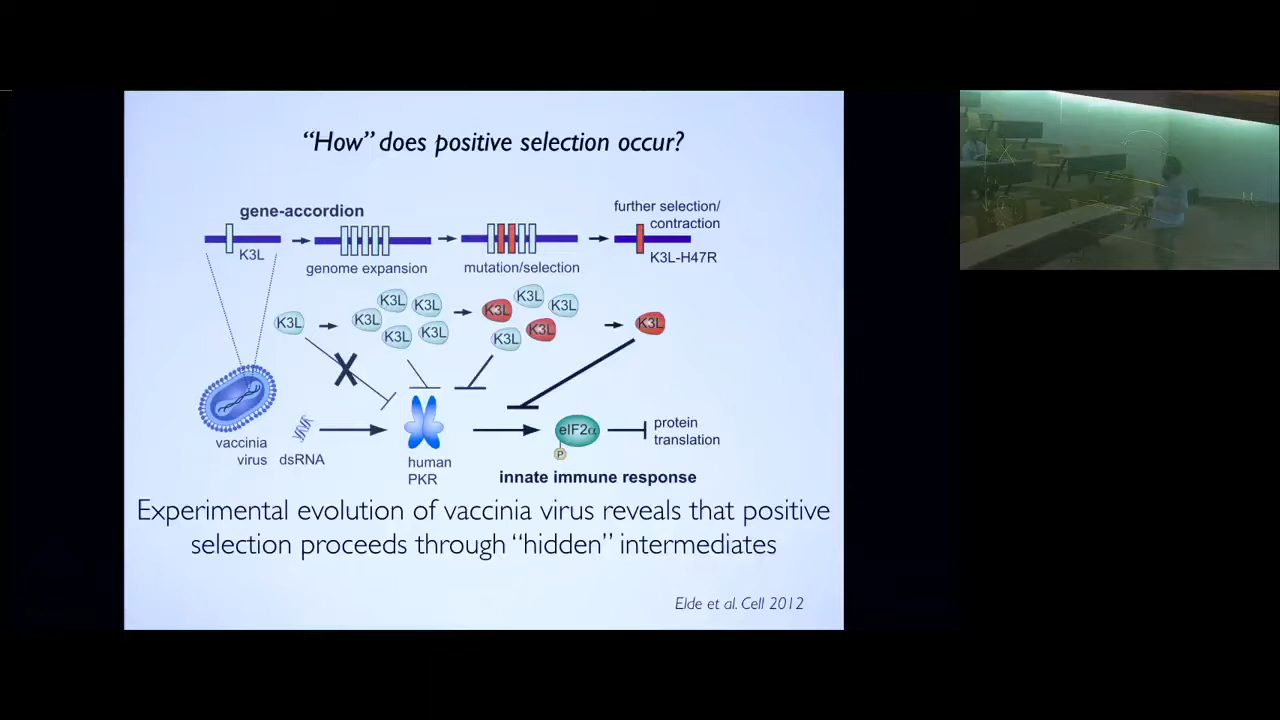 “How” does positive selection occur?
gene-accordion
further selection/
contraction
K3L
genome expansion
mutation/selection
K3L-H47R
K3L
K3L
K3L
K3L
K3L
K3L
K3L
K3L
K3L
K3L
K3L
K3L
vaccinia
virus
dsRNA
human
PKR
eIF2α
P
protein
translation
innate immune response
Experimental evolution of vaccinia virus reveals that positive
selection proceeds through “hidden” intermediates
Elde et al. Cell 2012